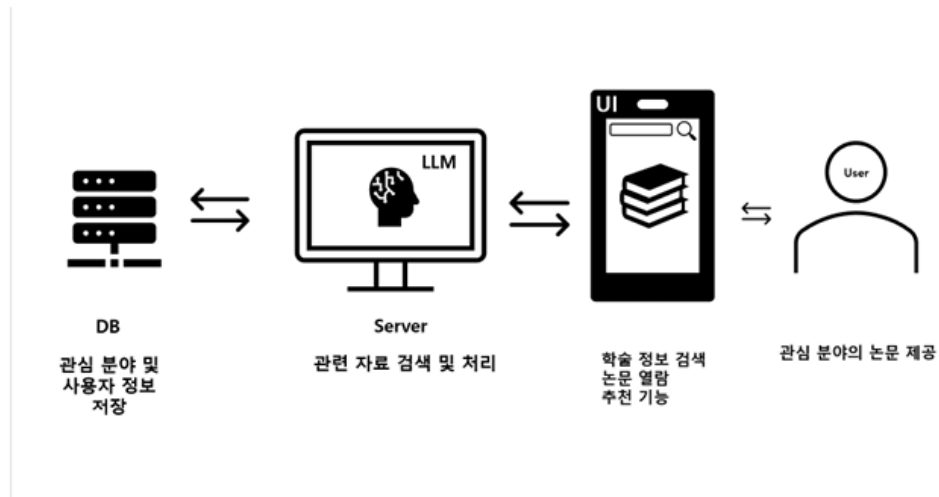 UI
LLM
User
DB
관심 분야 및
사용자 정보
저장
Server
관련 자료 검색 및 처리
학술 정보 검색
논문 열람
추천 기능
관심 분야의 논문 제공